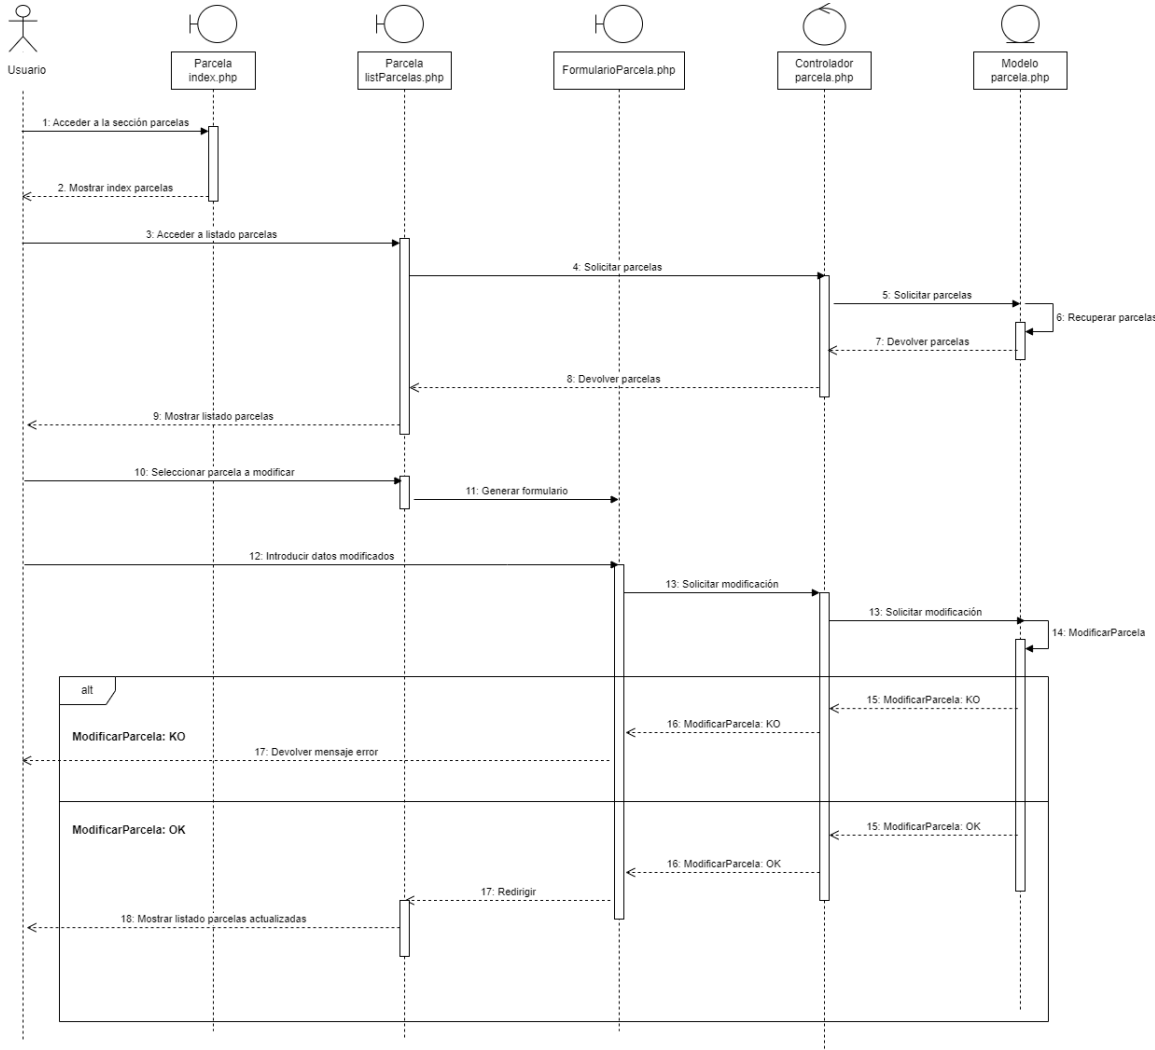 Usuario
Parcela
index.php
Parcela
listParcelas.php
FormularioParcela.php
Controlador
parcela.php
Modelo
parcela.php
1: Acceder a la sección parcelas
2. Mostrar index parcelas
3: Acceder a listado parcelas
4: Solicitar parcelas
5: Solicitar parcelas
6: Recuperar parcelas
7: Devolver parcelas
8: Devolver parcelas
9: Mostrar listado parcelas
10: Seleccionar parcela a modificar
11: Generar formulario
12: Introducir datos modificados
13: Solicitar modificación
13: Solicitar modificación
14: ModificarParcela
alt
15: ModificarParcela: KO
16: ModificarParcela: KO
ModificarParcela: KO
17: Devolver mensaje error
ModificarParcela: OK
15: ModificarParcela: OK
16: ModificarParcela: OK
17: Redirigir
18: Mostrar listado parcelas actualizadas